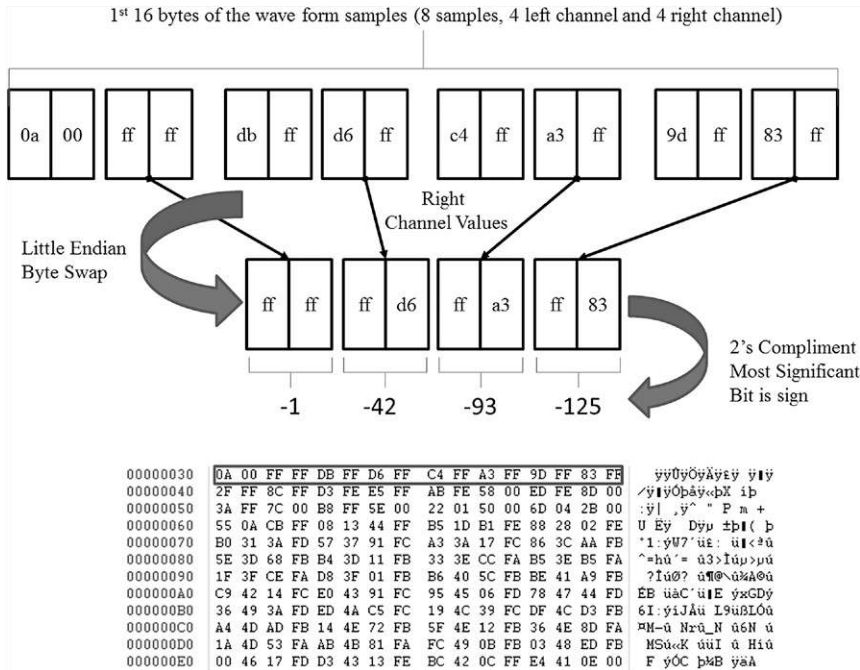 1st 16 bytes of the wave form samples (8 samples, 4 left channel and 4 right channel)
0a 00 ff ff db ff d6 ff c4 ff a3 ff 9d ff 83 ff
Right
Channel Values
Little Endian
Byte Swap
ff ff ff d6 ff a3 ff 83
2's Compliment
Most Significant
Bit is sign
-1 -42 -93 -125
00000030 0A 00 FF FF DB FF D6 FF C4 FF A3 FF 9D FF 83 FF
00000040 2F FF 8C FF D3 FE E5 FF AB FE 58 00 ED FE 8D 00
00000050 3A FF 7C 00 B8 FF 5E 00 22 01 50 00 6D 04 2B 00
00000060 55 0A CB FF 08 13 44 FF B5 1D B1 FE 88 28 02 FE
00000070 B0 31 3A FD 57 37 91 FC A3 3A 17 FC 86 3C AA FB
00000080 5E 3D 68 FB B4 3D 11 FB 33 3E CC FA B5 3E B5 FA
00000090 1F 3F CE FA D8 3F 01 FB B6 40 5C FB BE 41 A9 FB
000000A0 C9 42 14 FC E0 43 91 FC 95 45 06 FD 78 47 44 FD
000000B0 36 49 3A FD ED 4A C5 FC 19 4C 39 FC DF 4C D3 FB
000000C0 A4 4D AD FB 14 4E 72 FB 5F 4E 12 FB 36 4E 8D FA
000000D0 1A 4D 53 FA AB 4B 81 FA FC 49 0B FB 03 48 ED FB
000000E0 00 46 17 FD D3 43 13 FE BC 42 0C FF E4 41 0E 00